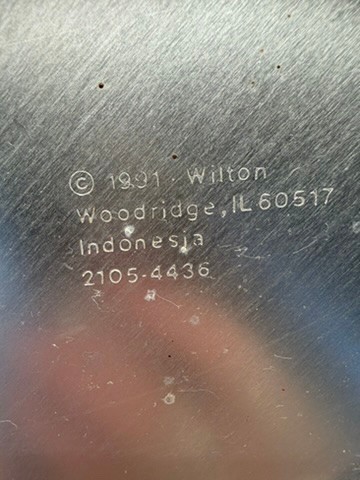 © 1991 Wilton
Woodridge, IL 60517
Indonesia
2105-4436